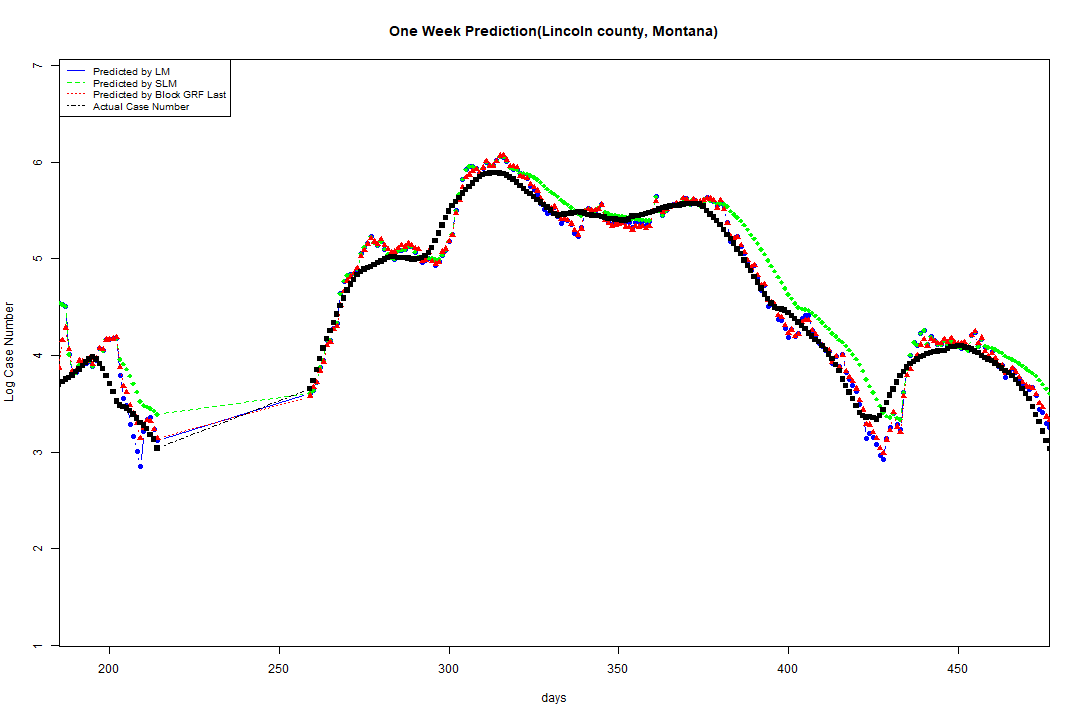 One Week Prediction(Lincoln county, Montana)
Predicted by LM
Predicted by SLM
Predicted by Block GRF Last
Actual Case Number
7
6
5
4
3
2
1
Log Case Number
200 250 300 350 400 450
days